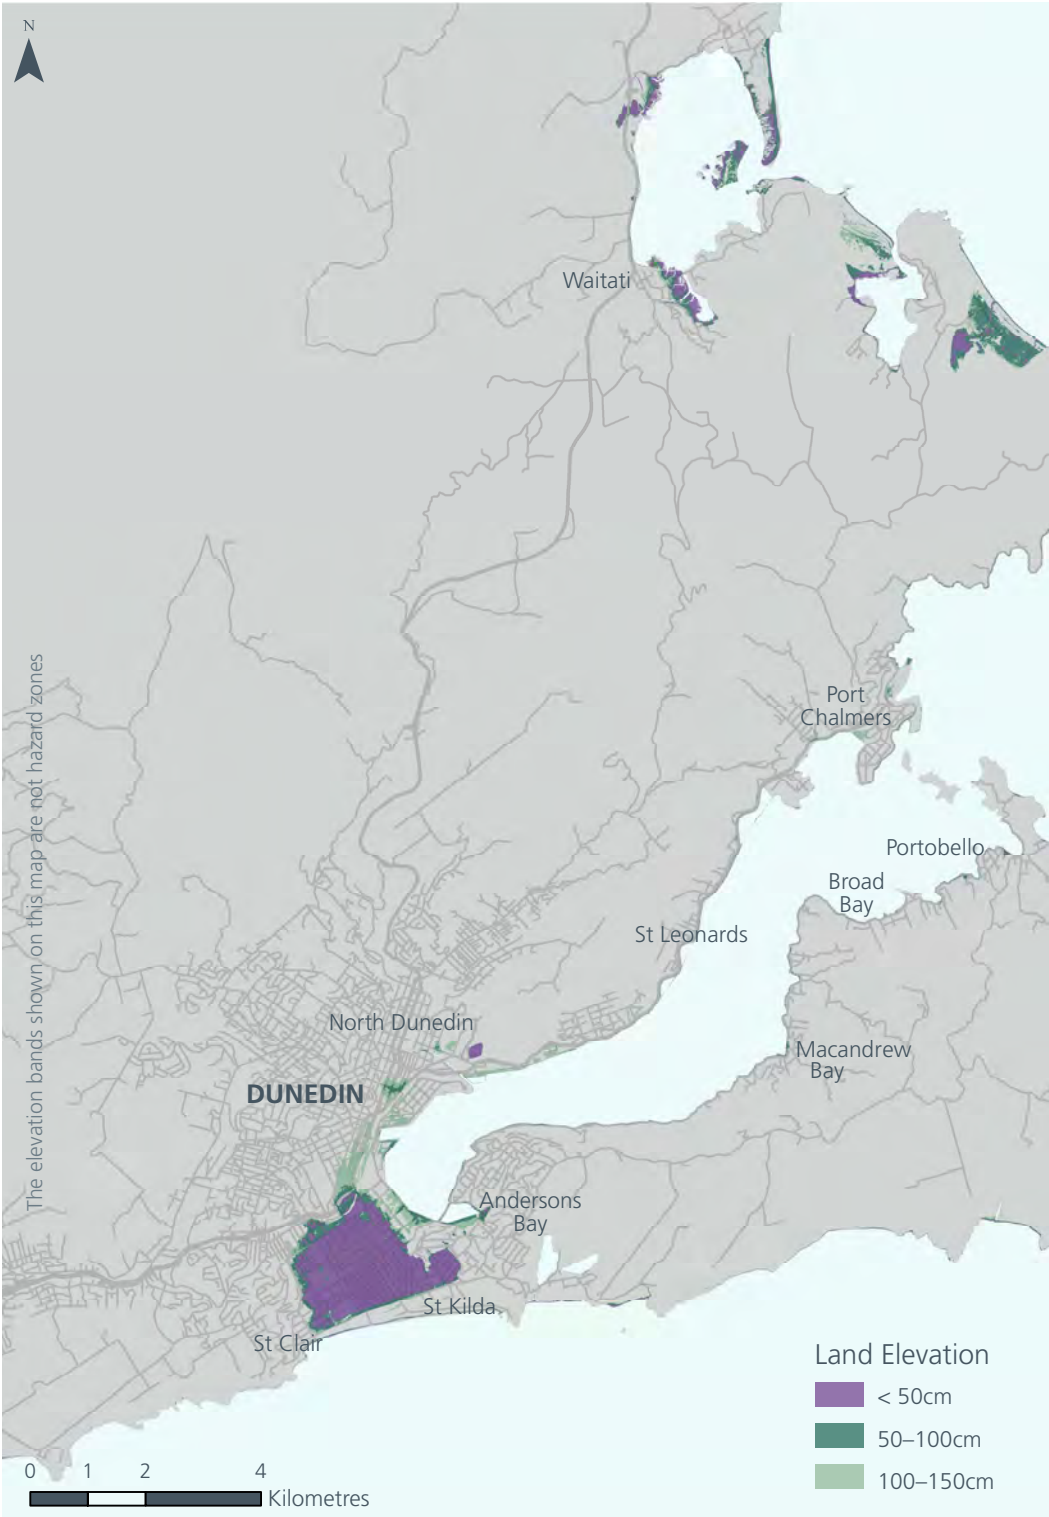 N
Waitati
The elevation bands shown on this map are not hazard zones
Port
Chalmers
Portobello
Broad
Bay
St Leonards
North Dunedin
Macandrew
Bay
DUNEDIN
Andersons
Bay
St Kilda
St Clair
Land Elevation
< 50cm
50–100cm
100–150cm
0 1 2 4
Kilometres